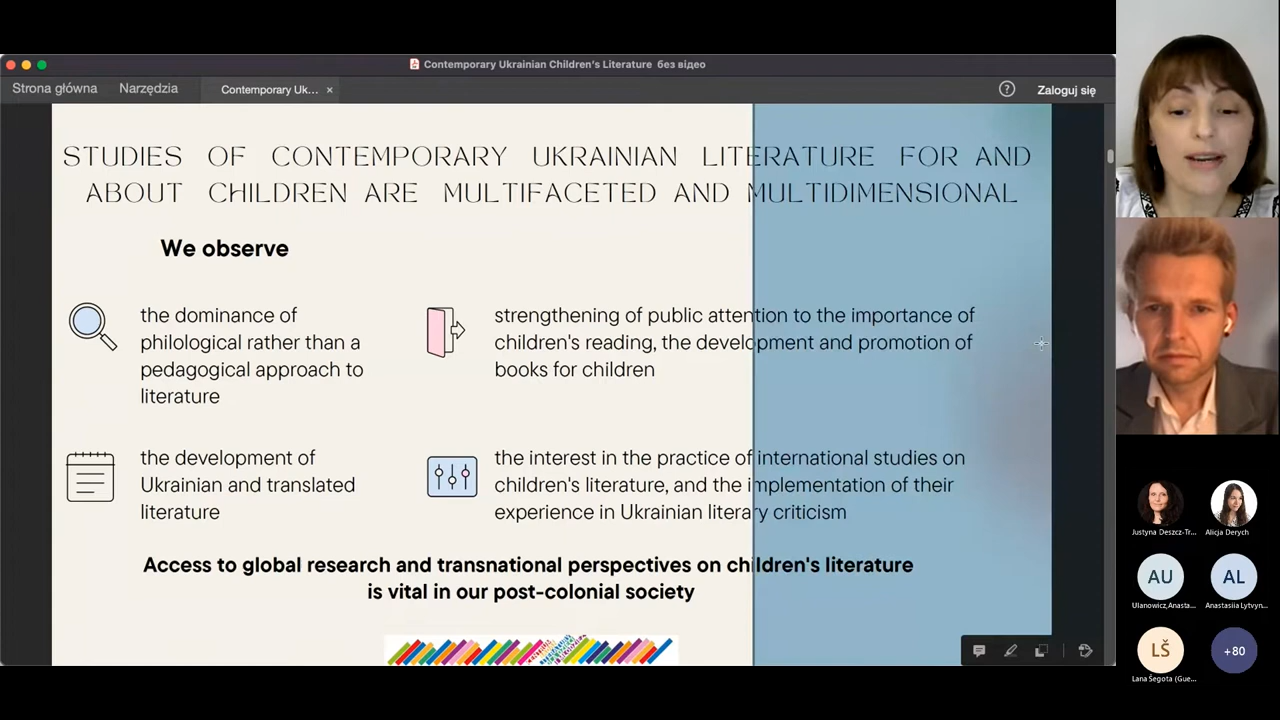 Contemporary Ukrainian Children's Literature без відео
Strona główna
Narzędzia
Contemporary Uk...
Zaloguj się
STUDIES OF CONTEMPORARY UKRAINIAN LITERATURE FOR AND
ABOUT CHILDREN ARE MULTIFACETED AND MULTIDIMENSIONAL
We observe
the dominance of
philological rather than a
pedagogical approach to
literature
strengthening of public attention to the importance of
children's reading, the development and promotion of
books for children
the development of
Ukrainian and translated
literature
the interest in the practice of international studies on
children's literature, and the implementation of their
experience in Ukrainian literary criticism
Access to global research and transnational perspectives on children's literature
is vital in our post-colonial society
Justyna Deszcz-Tr...
Alicja Derych
AU
AL
Ulanowicz,Anasta...
Anastasiia Lytvyn...
LŠ
+80
Lana Šegota (Gue...